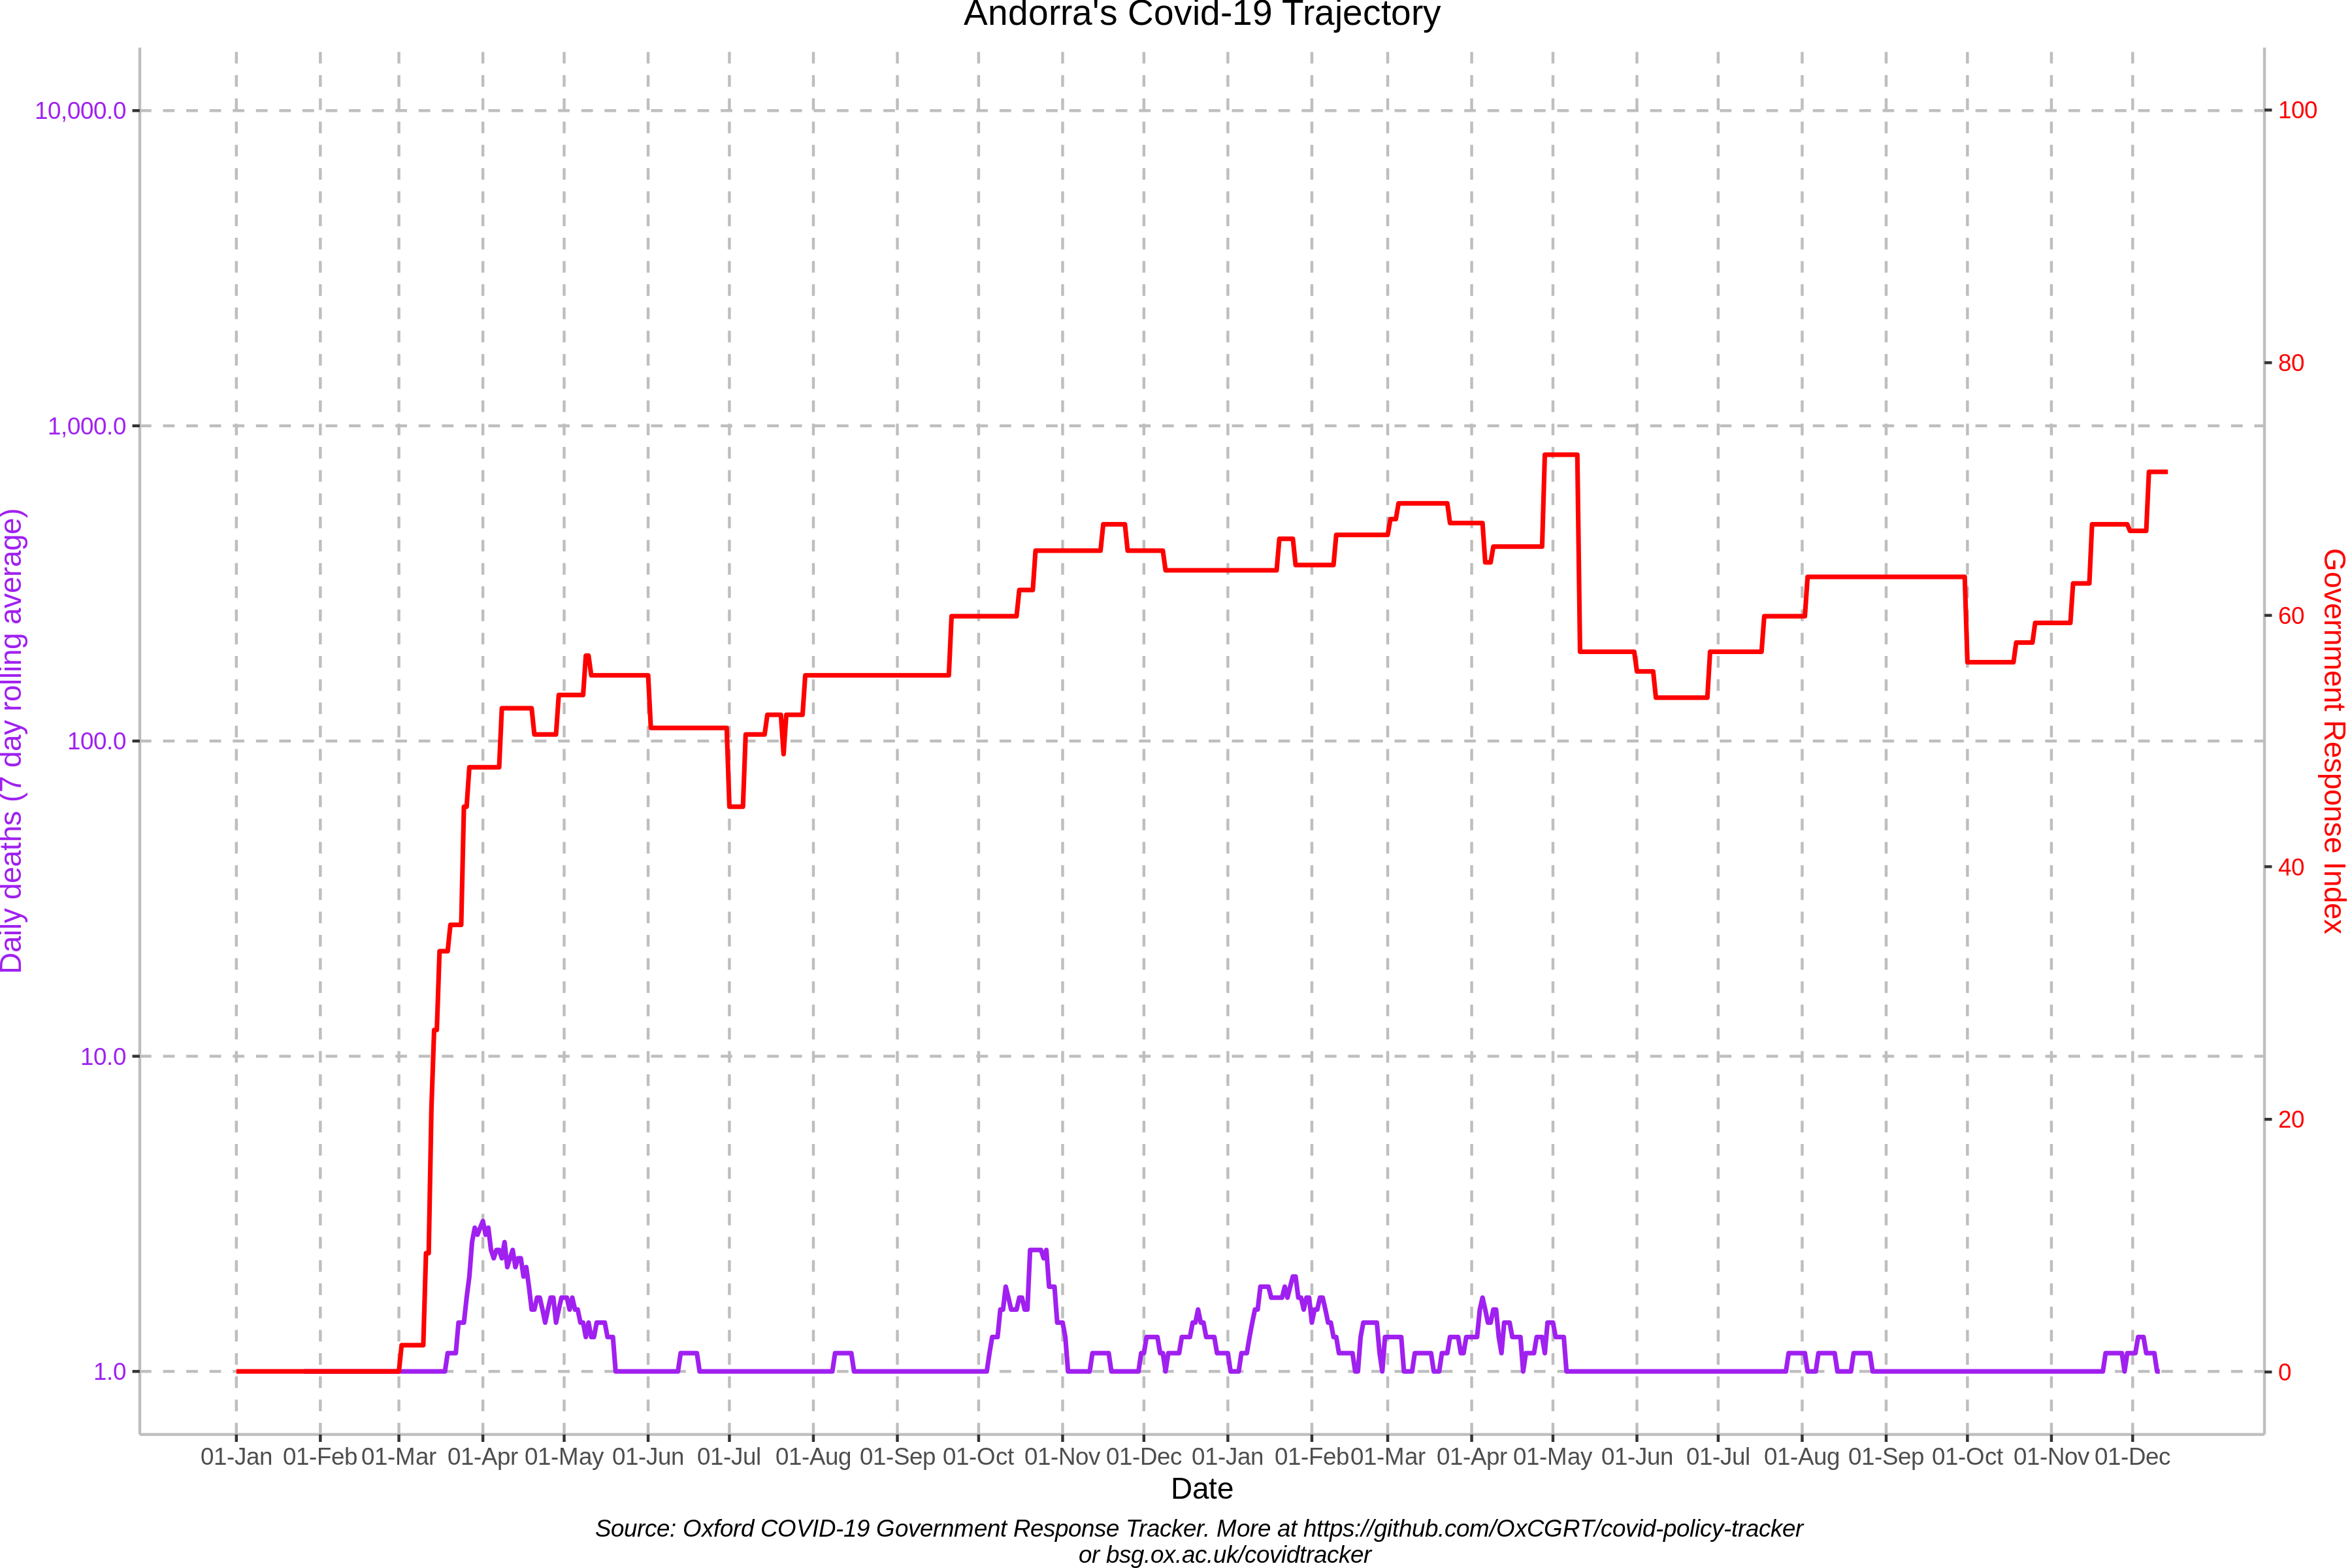 Andorra's Covid-19 Trajectory
10,000.0
1,000.0
100.0
10.0
1.0
Daily deaths (7 day rolling average)
100
80
60
40
20
0
Government Response Index
01-Jan 01-Feb 01-Mar 01-Apr 01-May 01-Jun 01-Jul 01-Aug 01-Sep 01-Oct 01-Nov 01-Dec 01-Jan 01-Feb 01-Mar 01-Apr 01-May 01-Jun 01-Jul 01-Aug 01-Sep 01-Oct 01-Nov 01-Dec
Date
Source: Oxford COVID-19 Government Response Tracker. More at https://github.com/OxCGRT/covid-policy-tracker
or bsg.ox.ac.uk/covidtracker